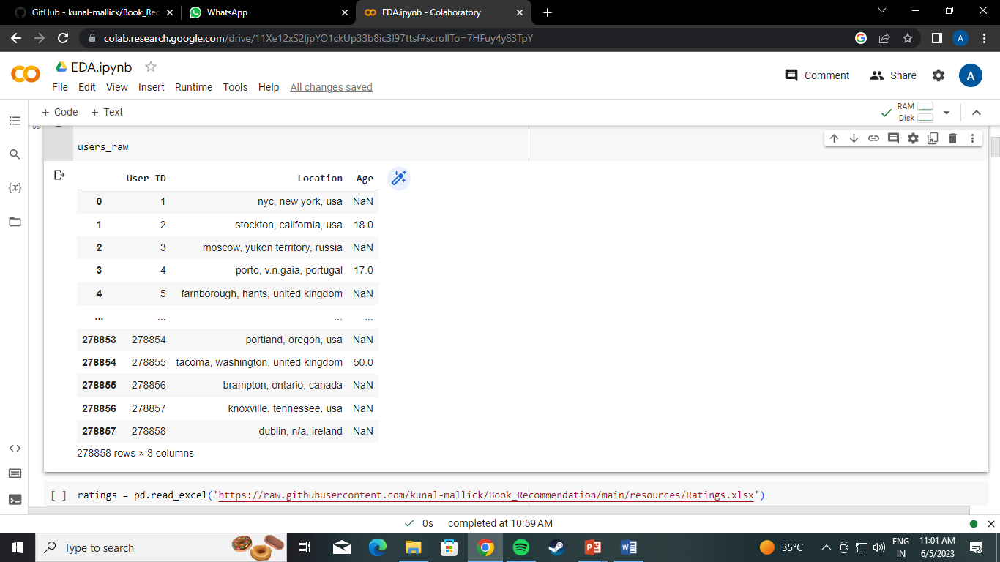 GitHub - kunal-mallick/Book_Rec
WhatsApp
EDA.ipynb - Colaboratory
colab.research.google.com/drive/11Xe12xS2IjpYO1ckUp33b8ic3I97ttsf#scrollTo=7HFuy4y83TpY
A
EDA.ipynb
Comment
Share
A
File Edit View Insert Runtime Tools Help All changes saved
+ Code + Text
RAM
Disk
0s
users_raw
User-ID Location Age
0 1 nyc, new york, usa NaN
1 2 stockton, california, usa 18.0
2 3 moscow, yukon territory, russia NaN
3 4 porto, v.n.gaia, portugal 17.0
4 5 farnborough, hants, united kingdom NaN
... ... ... ...
278853 278854 portland, oregon, usa NaN
278854 278855 tacoma, washington, united kingdom 50.0
278855 278856 brampton, ontario, canada NaN
278856 278857 knoxville, tennessee, usa NaN
278857 278858 dublin, n/a, ireland NaN
278858 rows × 3 columns
[ ] ratings = pd.read_excel('https://raw.githubusercontent.com/kunal-mallick/Book_Recommendation/main/resources/Ratings.xlsx')
0s completed at 10:59 AM
Type to search
35°C
ENG
IN
11:01 AM
6/5/2023